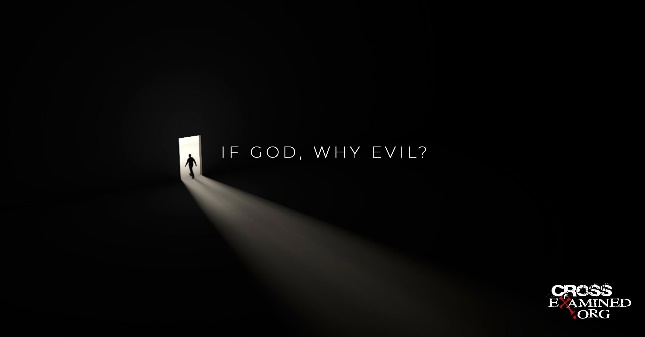 IF GOD, WHY EVIL?
CROSS
EXAMINED
.ORG